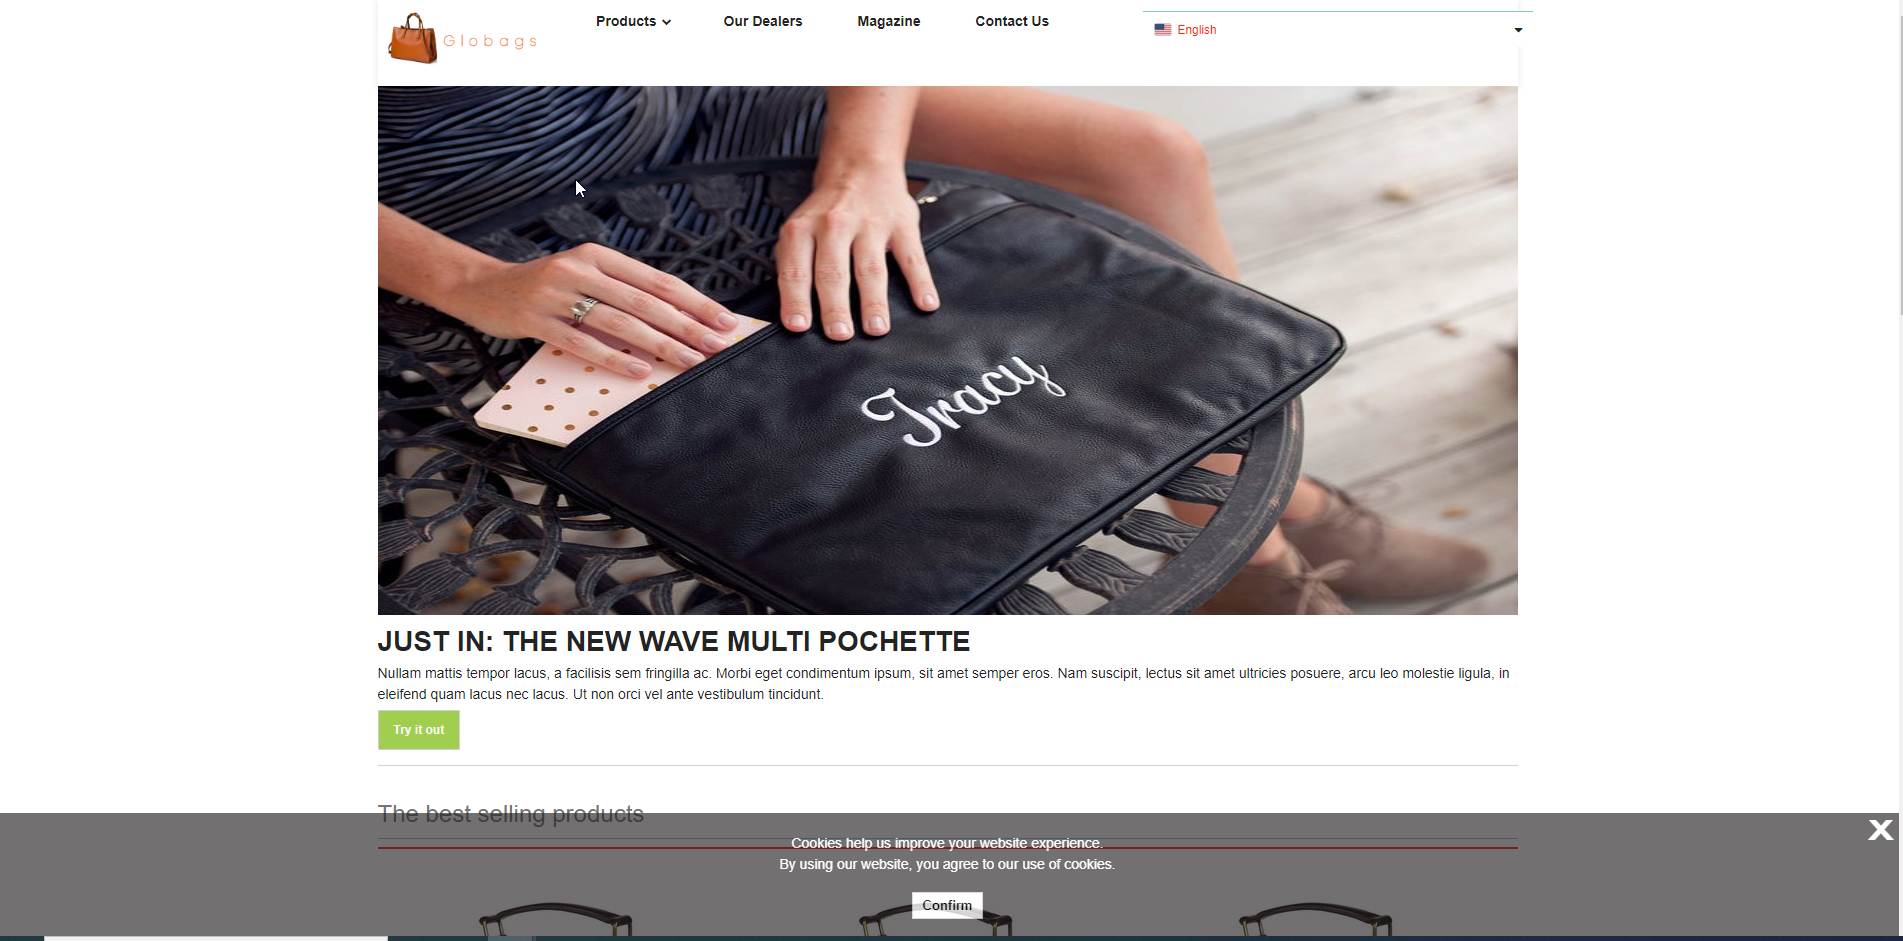 Globags
Products
Our Dealers
Magazine
Contact Us
English
Tracy
JUST IN: THE NEW WAVE MULTI POCHETTE
Nullam mattis tempor lacus, a facilisis sem fringilla ac. Morbi eget condimentum ipsum, sit amet semper eros. Nam suscipit, lectus sit amet ultricies posuere, arcu leo molestie ligula, in
eleifend quam lacus nec lacus. Ut non orci vel ante vestibulum tincidunt.
Try it out
The best selling products
Cookies help us improve your website experience.
By using our website, you agree to our use of cookies.
Confirm